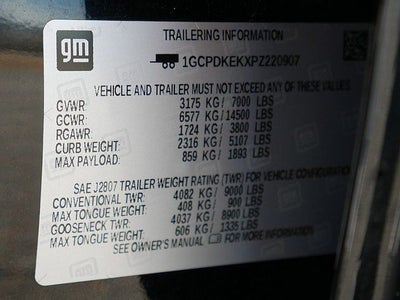 gm
TRAILERING INFORMATION
1GCPDKEKXPZ220907
VEHICLE AND TRAILER MUST NOT EXCEED ANY OF THESE WEIGHTS
GVWR: 3175 KG/ 7000 LBS
GCWR: 6577 KG/ 14500 LBS
RGAWR: 1724 KG/ 3800 LBS
CURB WEIGHT: 2316 KG/ 5107 LBS
MAX PAYLOAD: 859 KG/ 1893 LBS
SAE J2807 TRAILER WEIGHT RATING (TWR) FOR VEHICLE CONFIGURATION
CONVENTIONAL TWR: 4082 KG/ 9000 LBS
MAX TONGUE WEIGHT: 408 KG/ 900 LBS
GOOSENECK TWR: 4037 KG/ 8900 LBS
MAX TONGUE WEIGHT: 606 KG/ 1335 LBS
SEE OWNER'S MANUAL FOR MORE INFORMATION